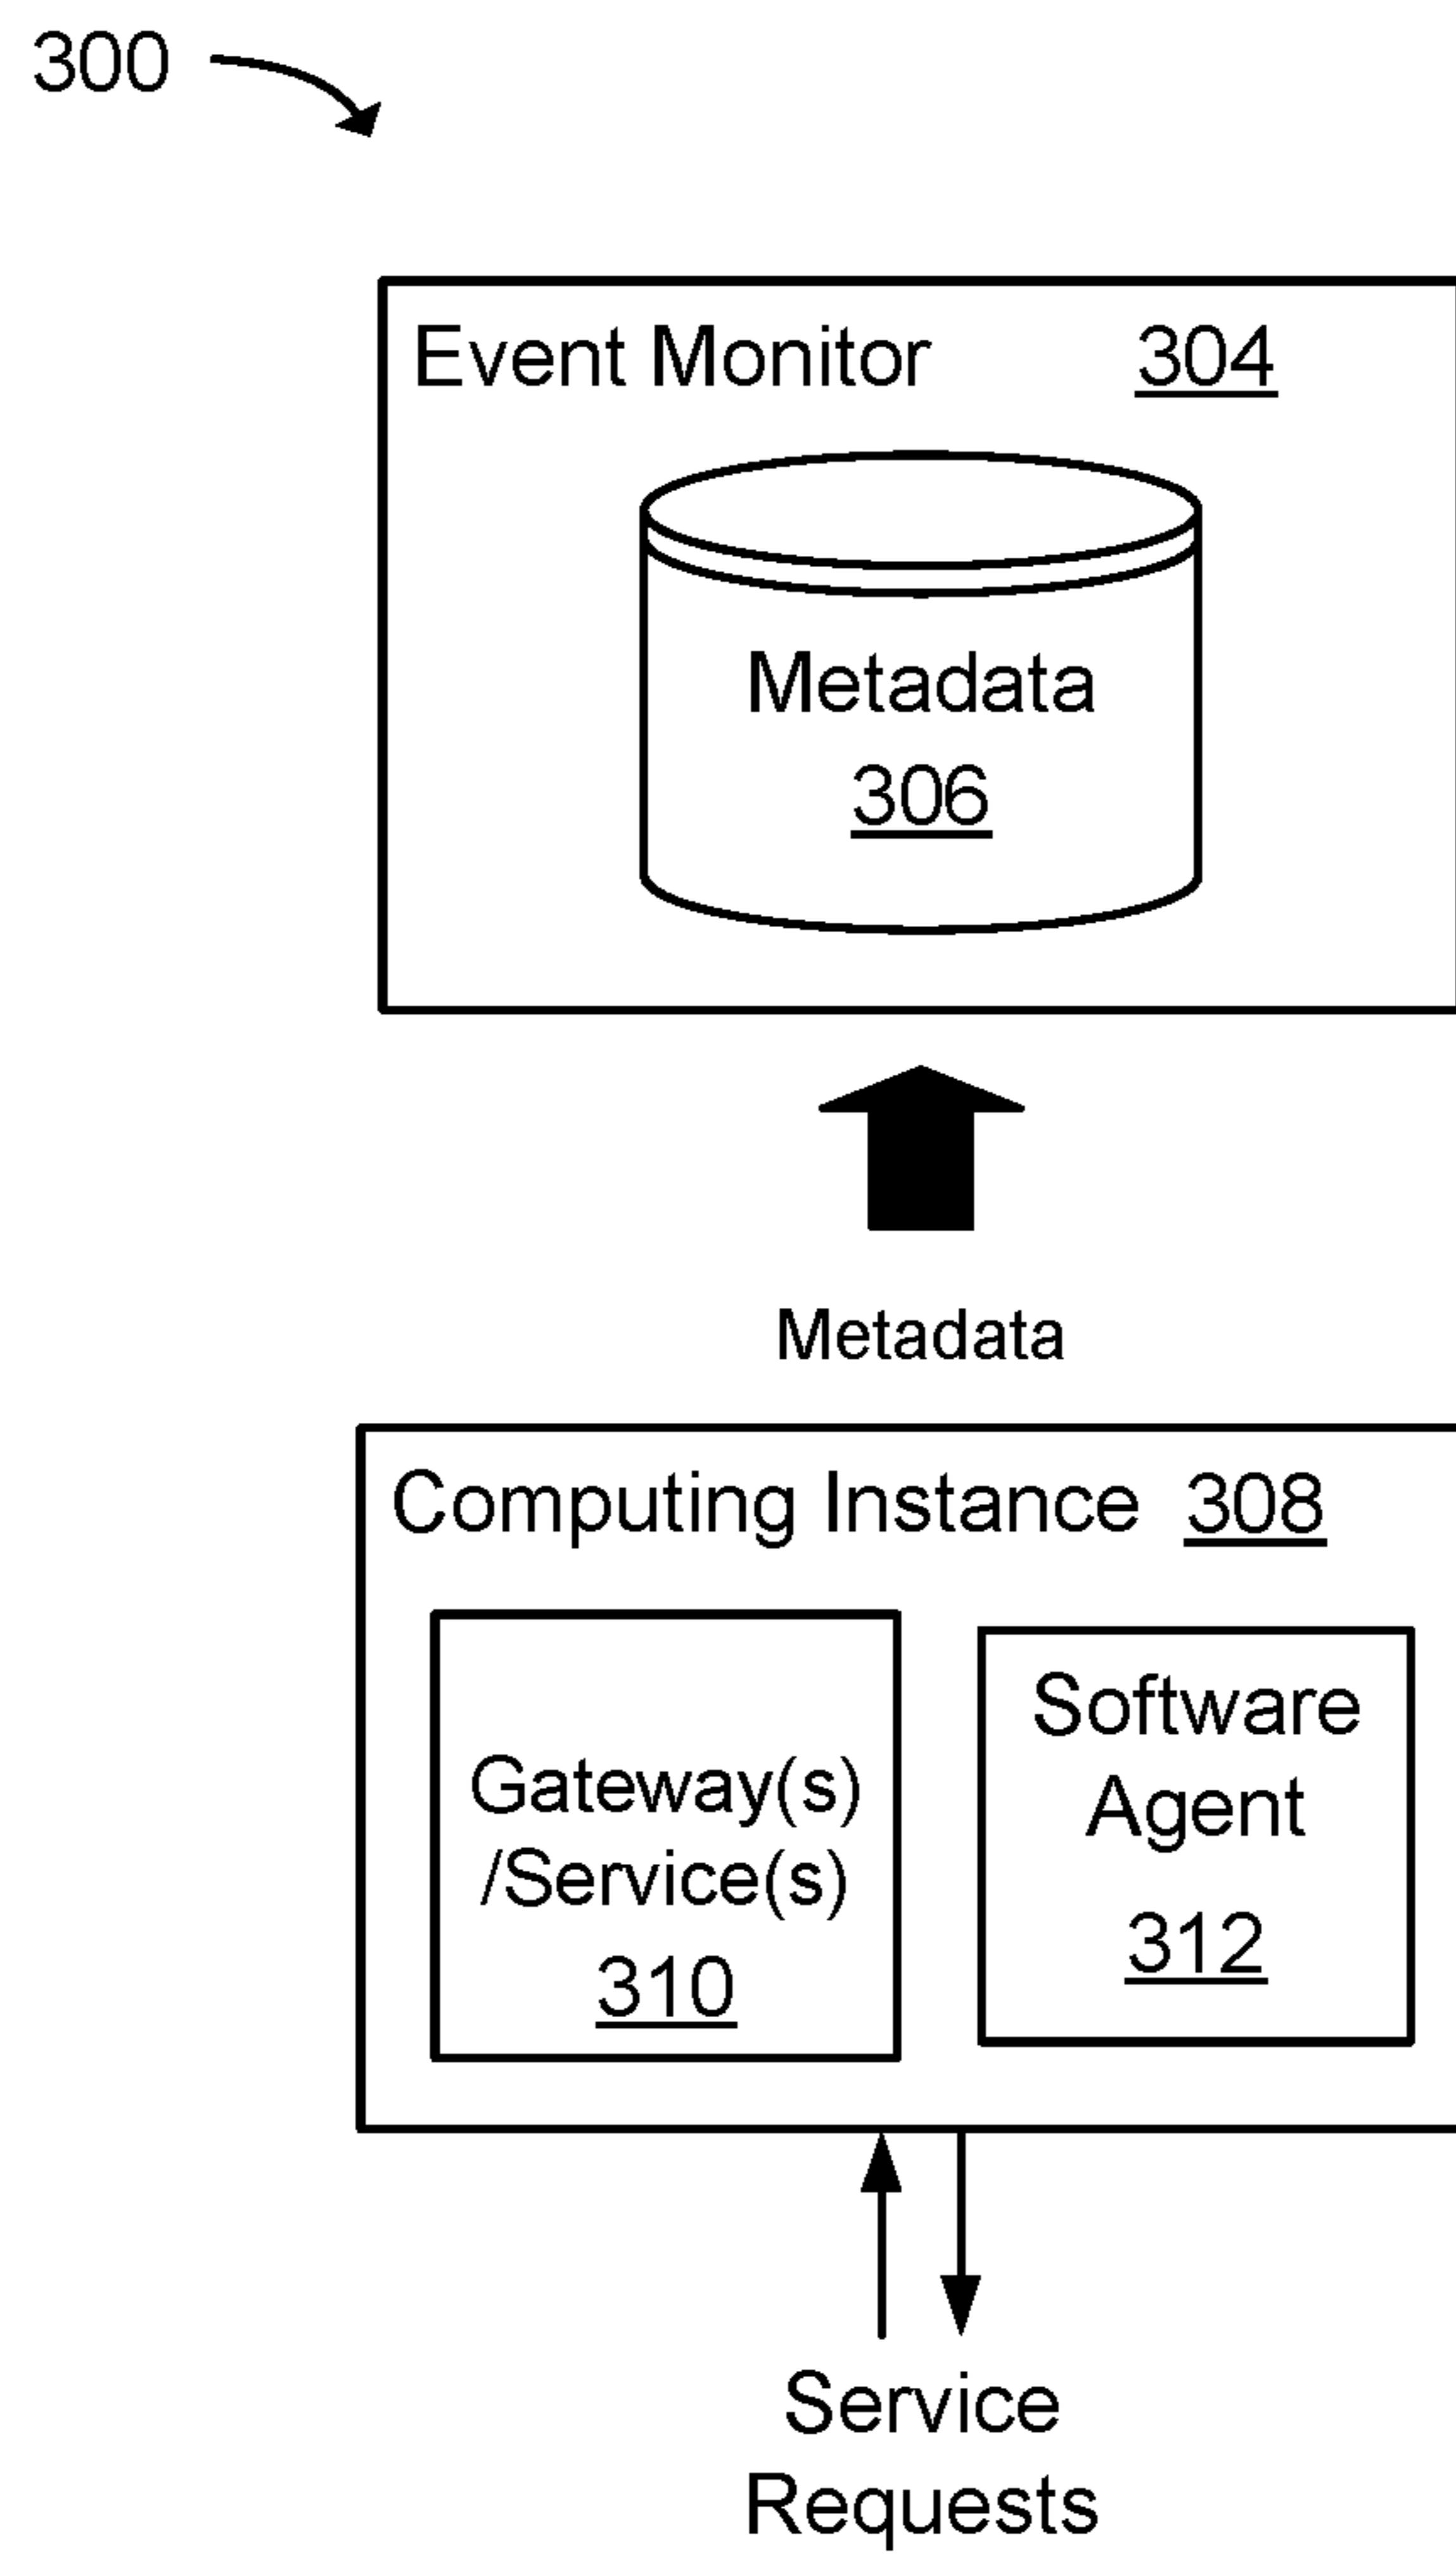 300
Event Monitor 304
Metadata
306
Metadata
Computing Instance 308
Gateway(s)
/Service(s)
310
Software
Agent
312
Service
Requests